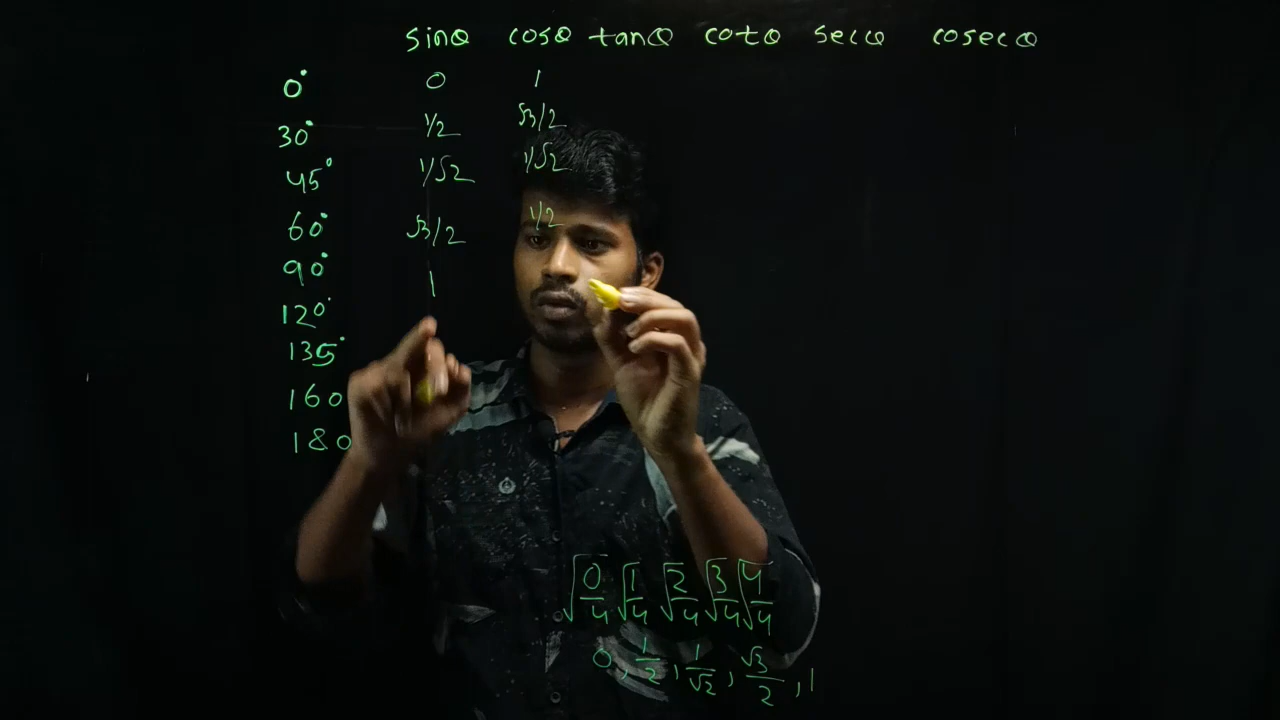 sinθ cosθ tanθ cotθ secθ cosecθ
0° 0 1
30° 1/2 √3/2
45° 1/√2 1/√2
60° √3/2 1/2
90° 1
120°
135°
160
180
√0/4 √1/4 √2/4 √3/4 √4/4
0, 1/2, 1/√2, √3/2, 1